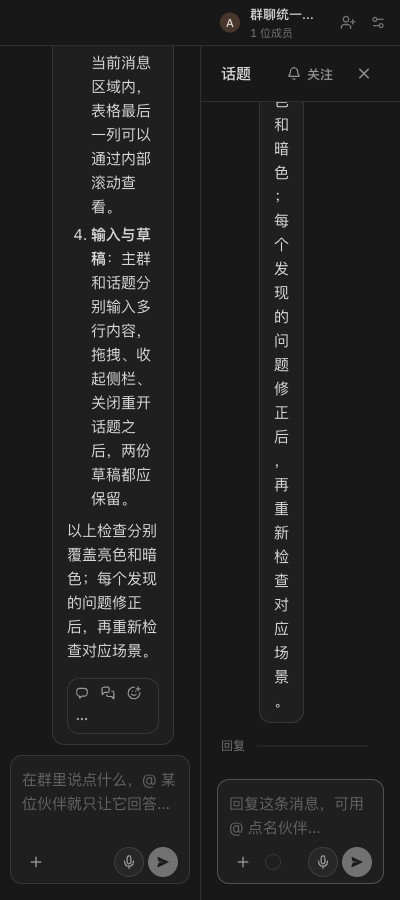 A
群聊统一...
1 位成员
当前消息
区域内，
表格最后
一列可以
通过内部
滚动查
看。
4. 输入与草
稿：主群
和话题分
别输入多
行内容，
拖拽、收
起侧栏、
关闭重开
话题之
后，两份
草稿都应
保留。
以上检查分别
覆盖亮色和暗
色；每个发现
的问题修正
后，再重新检
查对应场景。
在群里说点什么，@ 某
位伙伴就只让它回答...
话题
关注
色
和
暗
色
；
每
个
发
现
的
问
题
修
正
后
，
再
重
新
检
查
对
应
场
景
。
回复
回复这条消息，可用
@ 点名伙伴...